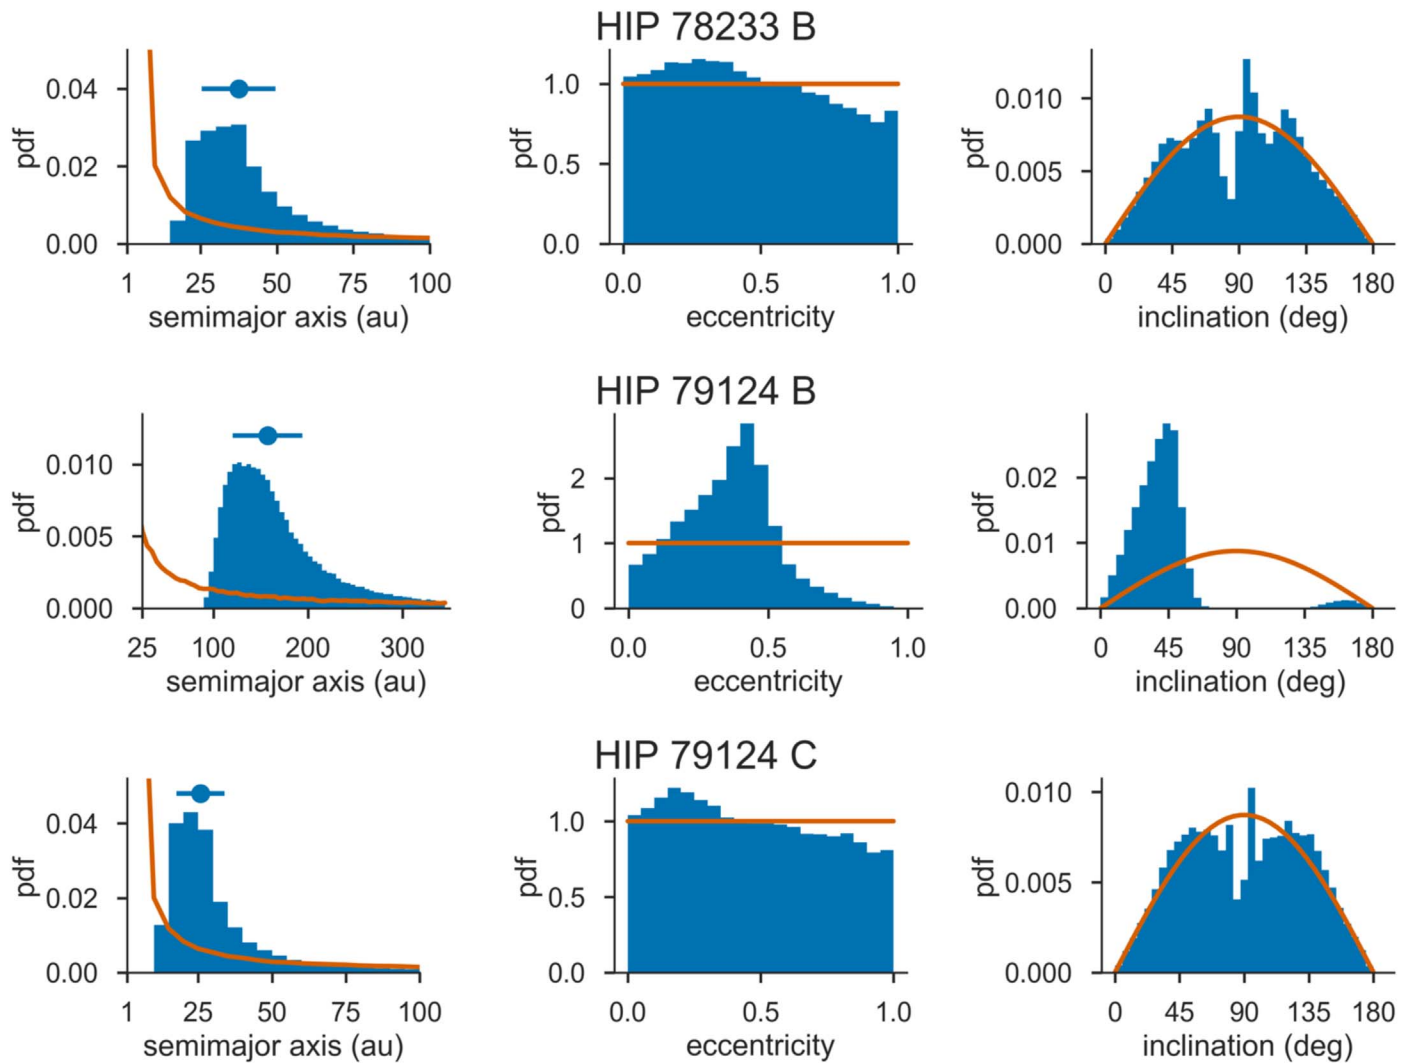 HIP 78233 B
pdf
0.04
0.02
0.00
1 25 50 75 100
semimajor axis (au)
pdf
1.0
0.5
0.0
0.0 0.5 1.0
eccentricity
pdf
0.010
0.005
0.000
0 45 90 135 180
inclination (deg)
HIP 79124 B
pdf
0.010
0.005
0.000
25 100 200 300
semimajor axis (au)
pdf
2
1
0
0.0 0.5 1.0
eccentricity
pdf
0.02
0.01
0.00
0 45 90 135 180
inclination (deg)
HIP 79124 C
pdf
0.04
0.02
0.00
1 25 50 75 100
semimajor axis (au)
pdf
1.0
0.5
0.0
0.0 0.5 1.0
eccentricity
pdf
0.010
0.005
0.000
0 45 90 135 180
inclination (deg)